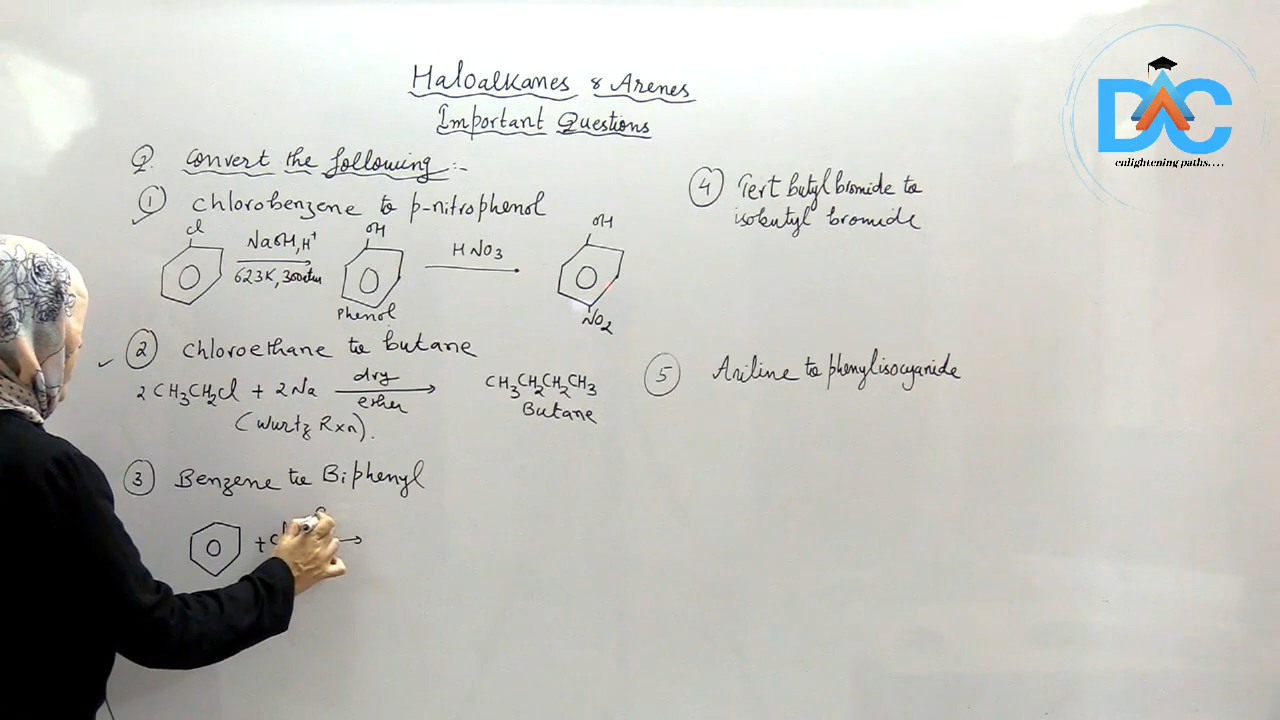 Haloalkanes & Arenes
Important Questions
Q. Convert the following :-
① Chlorobenzene to p-nitrophenol
Cl
NaOH, H⁺
623K, 300atm
OH
Phenol
HNO3
OH
NO2
② Chloroethane to butane
2CH3CH2Cl + 2Na
dry
ether
CH3CH2CH2CH3
Butane
(Wurtz Rxn).
③ Benzene to Biphenyl
+
④ Tert butyl bromide to
isobutyl bromide
⑤ Aniline to phenylisocyanide
DAC
enlightening paths....